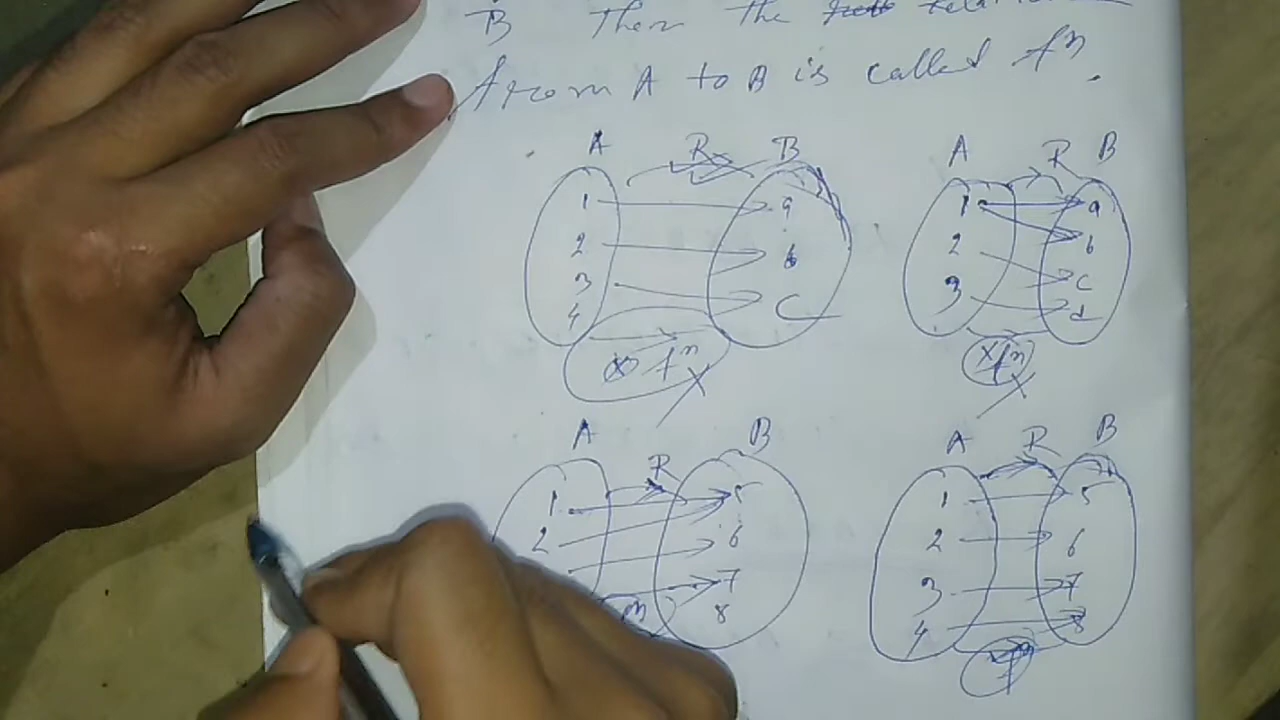 B Then the relation
from A to B is called fn.
A R B
1 a
2 b
3 c
4
fn
A R B
1 a
2 b
3 c
d
fn
A R B
1 5
2 6
7
8
A R B
1 5
2 6
3 7
4 8